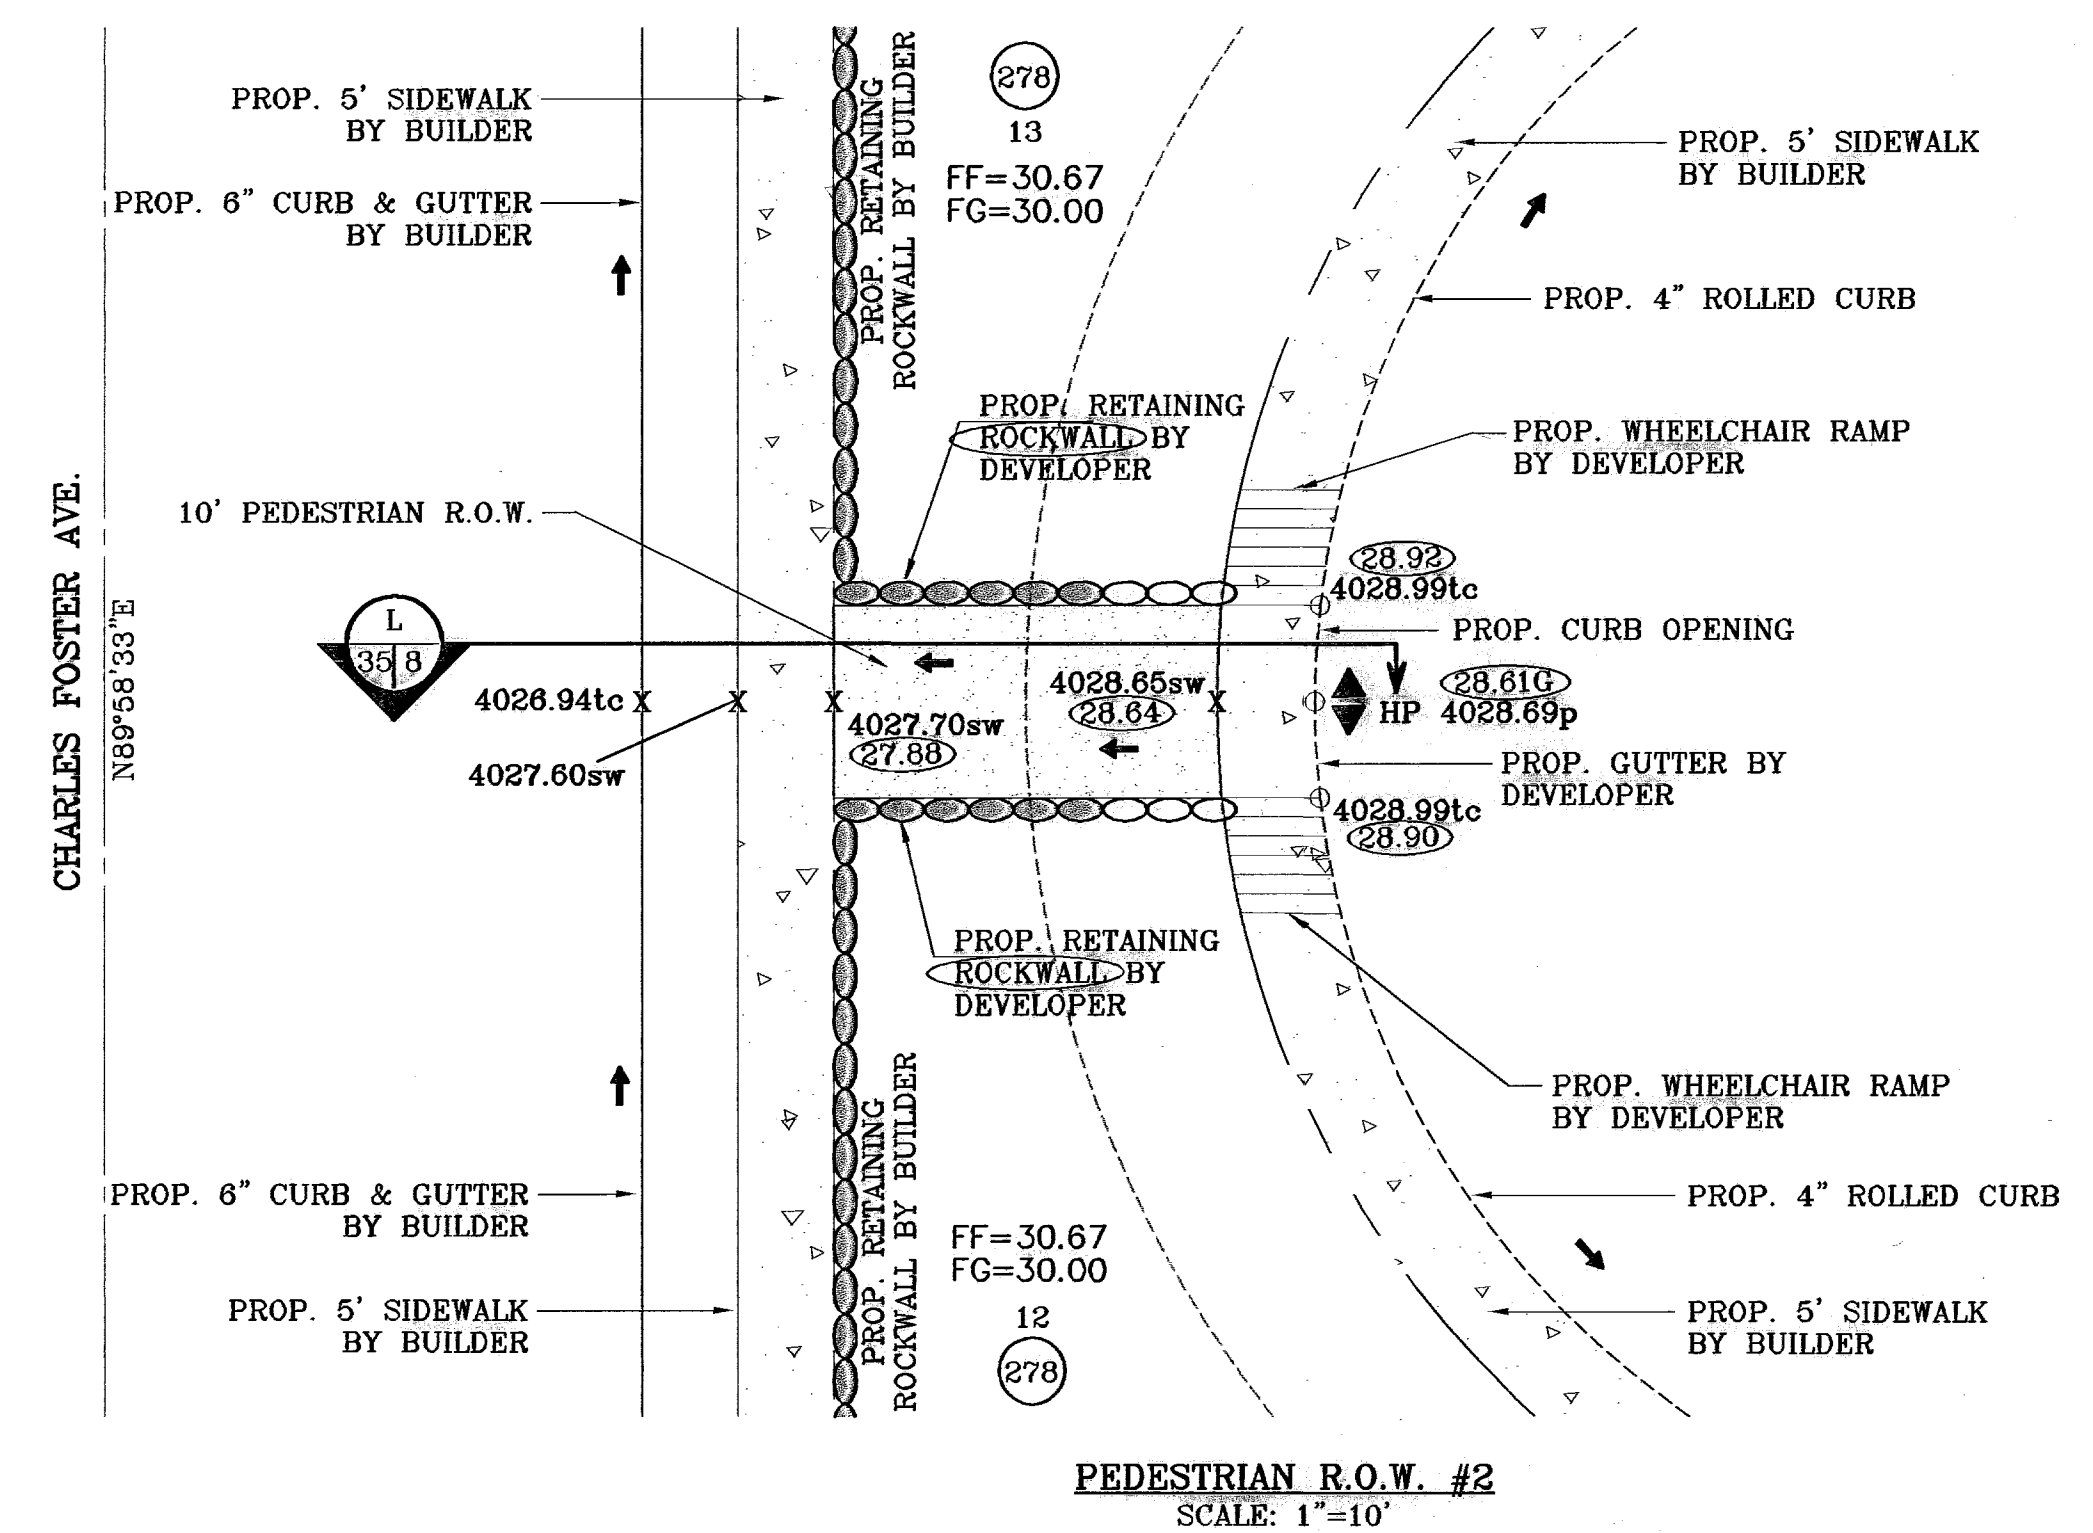 PROP. 5' SIDEWALK
BY BUILDER
PROP. 6" CURB & GUTTER
BY BUILDER
PROP. RETAINING
ROCKWALL BY BUILDER
278
13
FF=30.67
FG=30.00
PROP. 5' SIDEWALK
BY BUILDER
PROP. 4" ROLLED CURB
PROP. RETAINING
ROCKWALL BY
DEVELOPER
PROP. WHEELCHAIR RAMP
BY DEVELOPER
10' PEDESTRIAN R.O.W.
CHARLES FOSTER AVE.
N89°58'33"E
L
35 8
28.92
4028.99tc
PROP. CURB OPENING
4026.94tc
4027.60sw
4027.70sw
27.88
4028.65sw
28.64
HP
28.61G
4028.69p
PROP. GUTTER BY
DEVELOPER
4028.99tc
28.90
PROP. RETAINING
ROCKWALL BY
DEVELOPER
PROP. RETAINING
ROCKWALL BY BUILDER
PROP. WHEELCHAIR RAMP
BY DEVELOPER
PROP. 6" CURB & GUTTER
BY BUILDER
PROP. 4" ROLLED CURB
FF=30.67
FG=30.00
12
278
PROP. 5' SIDEWALK
BY BUILDER
PROP. 5' SIDEWALK
BY BUILDER
PEDESTRIAN R.O.W. #2
SCALE: 1"=10'